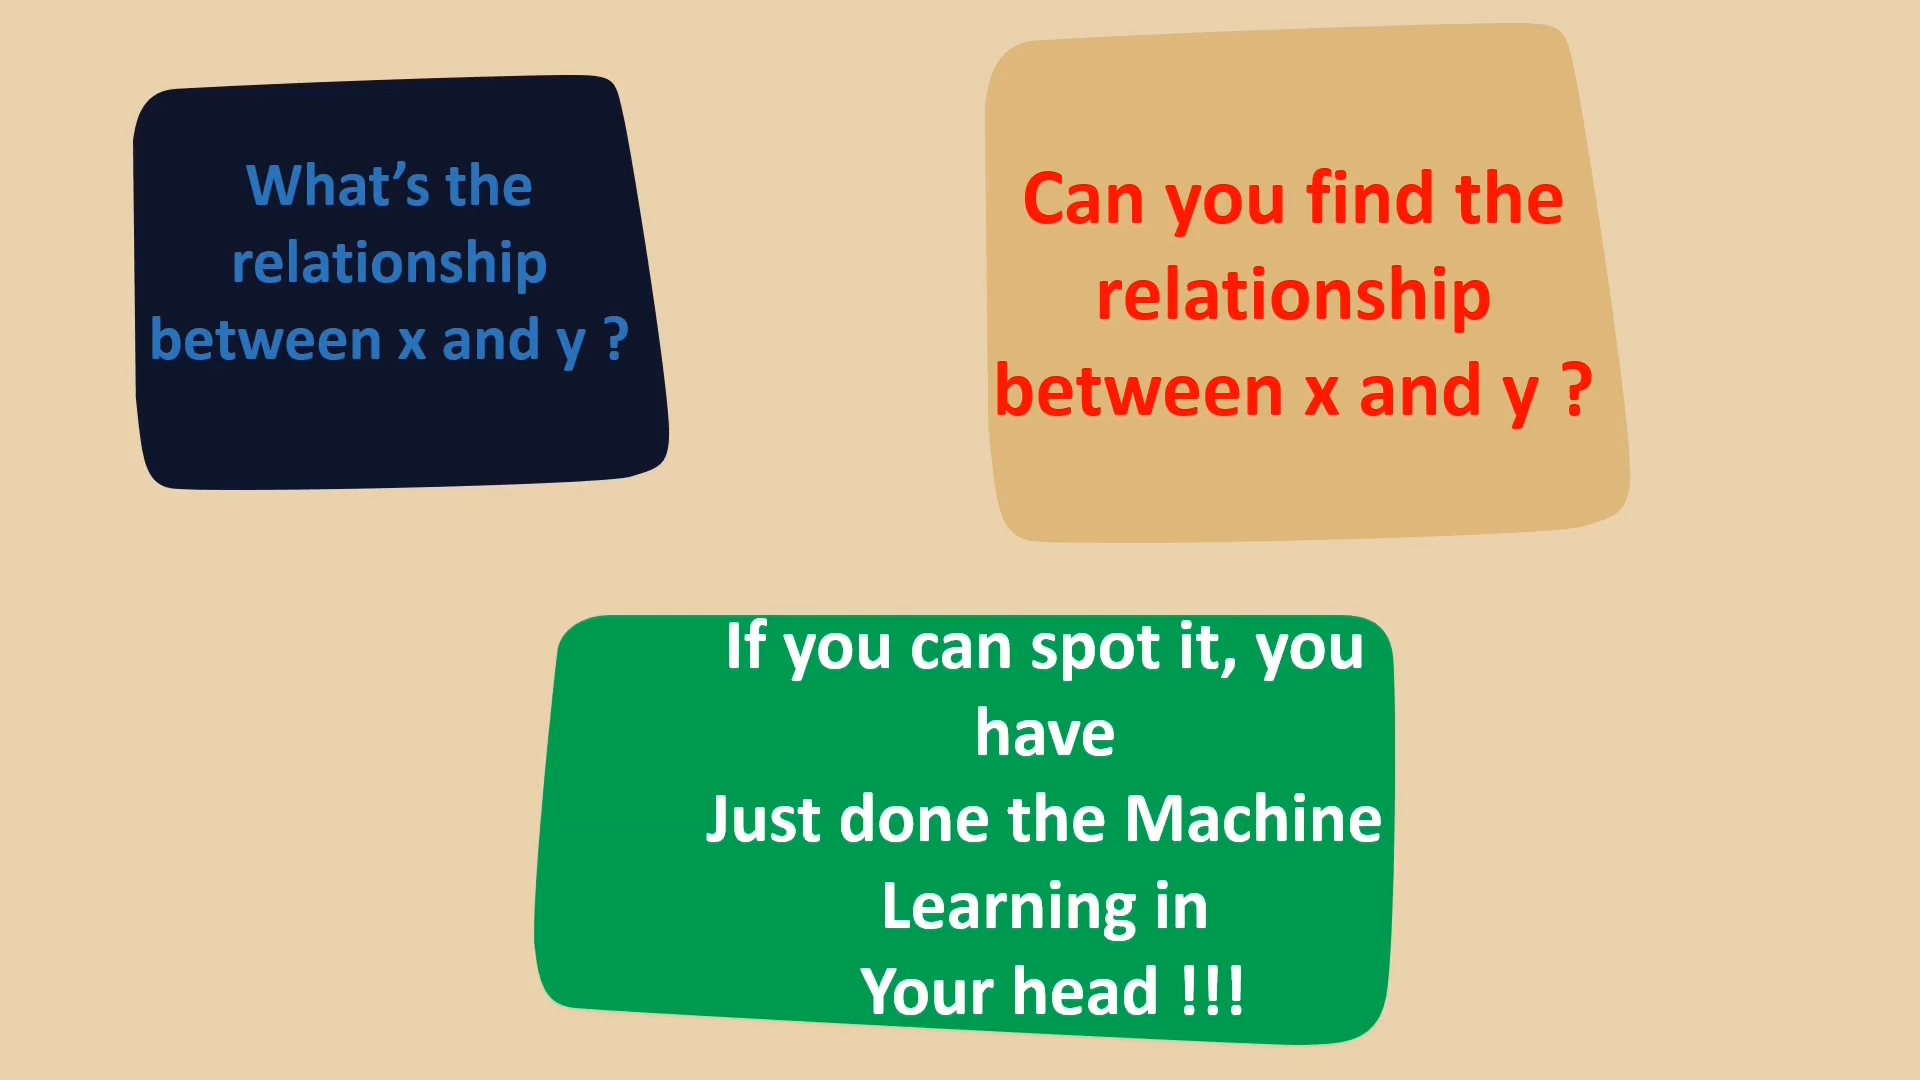 What’s the
relationship
between x and y ?
Can you find the
relationship
between x and y ?
If you can spot it, you
have
Just done the Machine
Learning in
Your head !!!